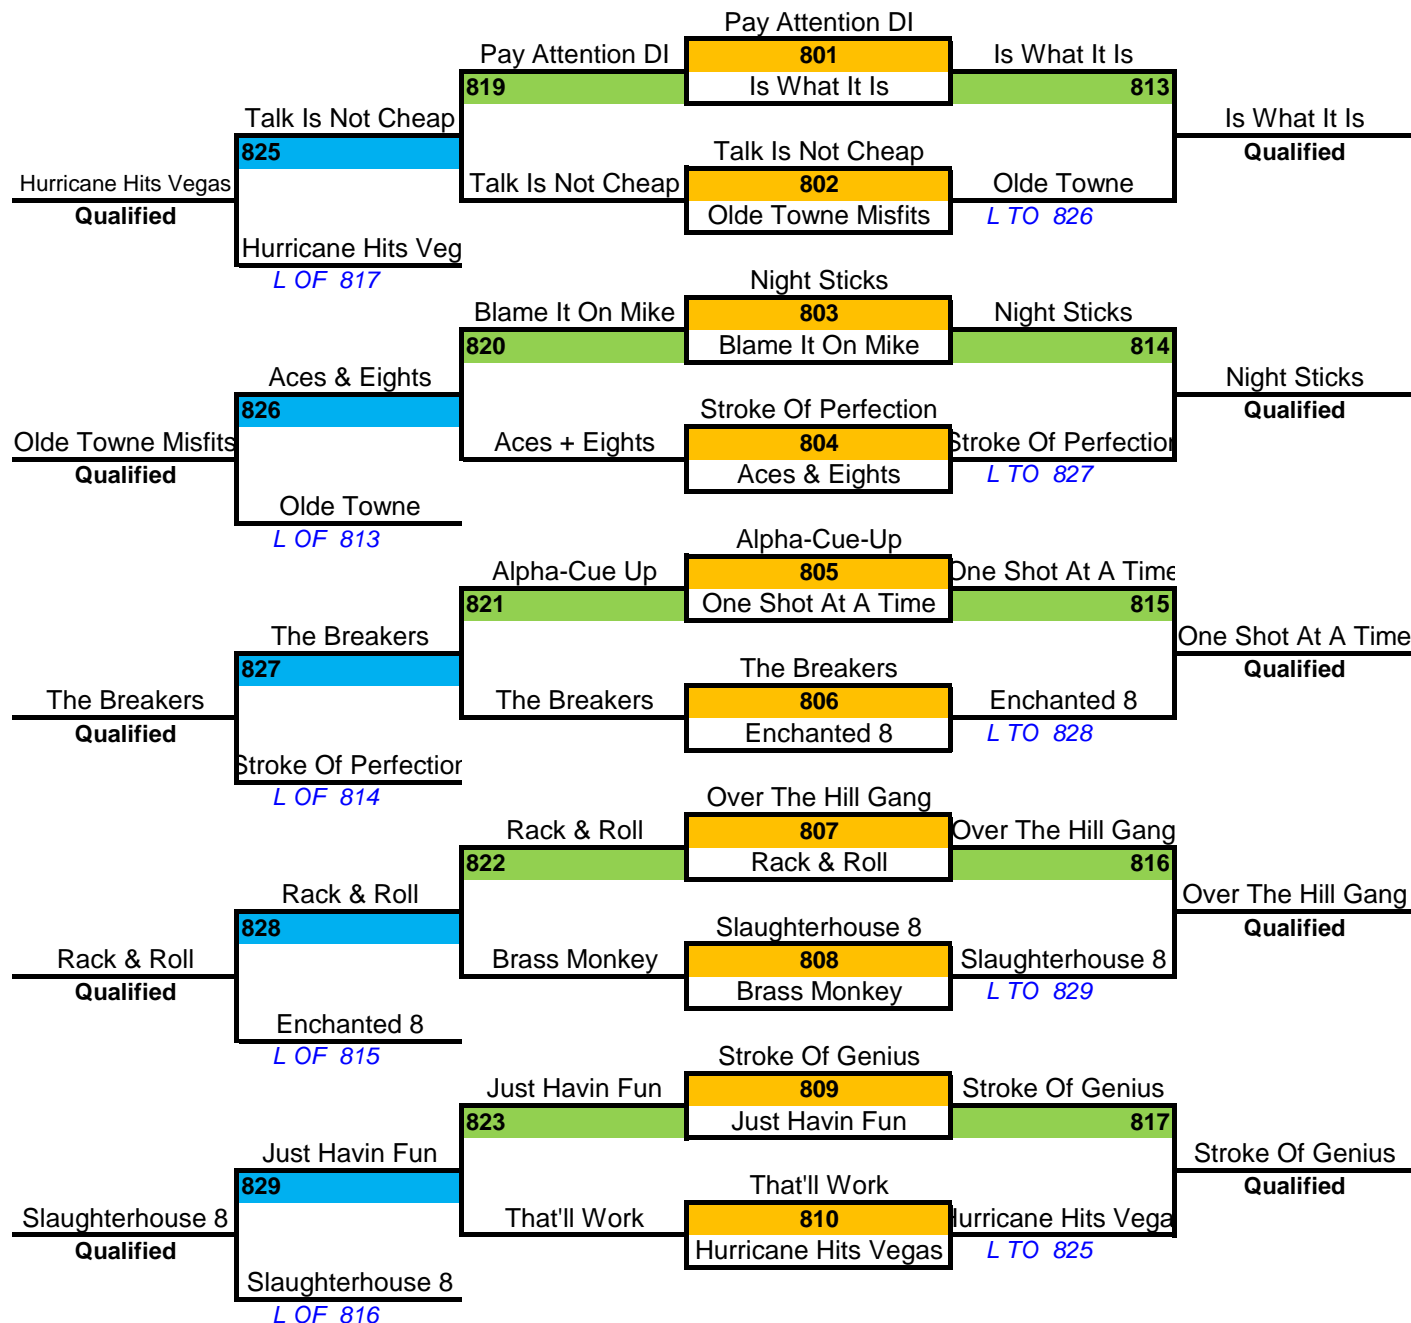 Pay Attention DI
Pay Attention DI 801 Is What It Is
819 Is What It Is 813
Talk Is Not Cheap Is What It Is
825 Talk Is Not Cheap Qualified
Hurricane Hits Vegas Talk Is Not Cheap 802 Olde Towne
Qualified Olde Towne Misfits L TO 826
Hurricane Hits Veg
L OF 817 Night Sticks
Blame It On Mike 803 Night Sticks
820 Blame It On Mike 814
Aces & Eights Night Sticks
826 Stroke Of Perfection Qualified
Olde Towne Misfits Aces + Eights 804 Stroke Of Perfection
Qualified Aces & Eights L TO 827
Olde Towne
L OF 813 Alpha-Cue-Up
Alpha-Cue Up 805 One Shot At A Time
821 One Shot At A Time 815
The Breakers One Shot At A Time
827 The Breakers Qualified
The Breakers The Breakers 806 Enchanted 8
Qualified Enchanted 8 L TO 828
Stroke Of Perfection
L OF 814 Over The Hill Gang
Rack & Roll 807 Over The Hill Gang
822 Rack & Roll 816
Rack & Roll Over The Hill Gang
828 Slaughterhouse 8 Qualified
Rack & Roll Brass Monkey 808 Slaughterhouse 8
Qualified Brass Monkey L TO 829
Enchanted 8
L OF 815 Stroke Of Genius
Just Havin Fun 809 Stroke Of Genius
823 Just Havin Fun 817
Just Havin Fun Stroke Of Genius
829 That'll Work Qualified
Slaughterhouse 8 That'll Work 810 Hurricane Hits Vega
Qualified Hurricane Hits Vegas L TO 825
Slaughterhouse 8
L OF 816